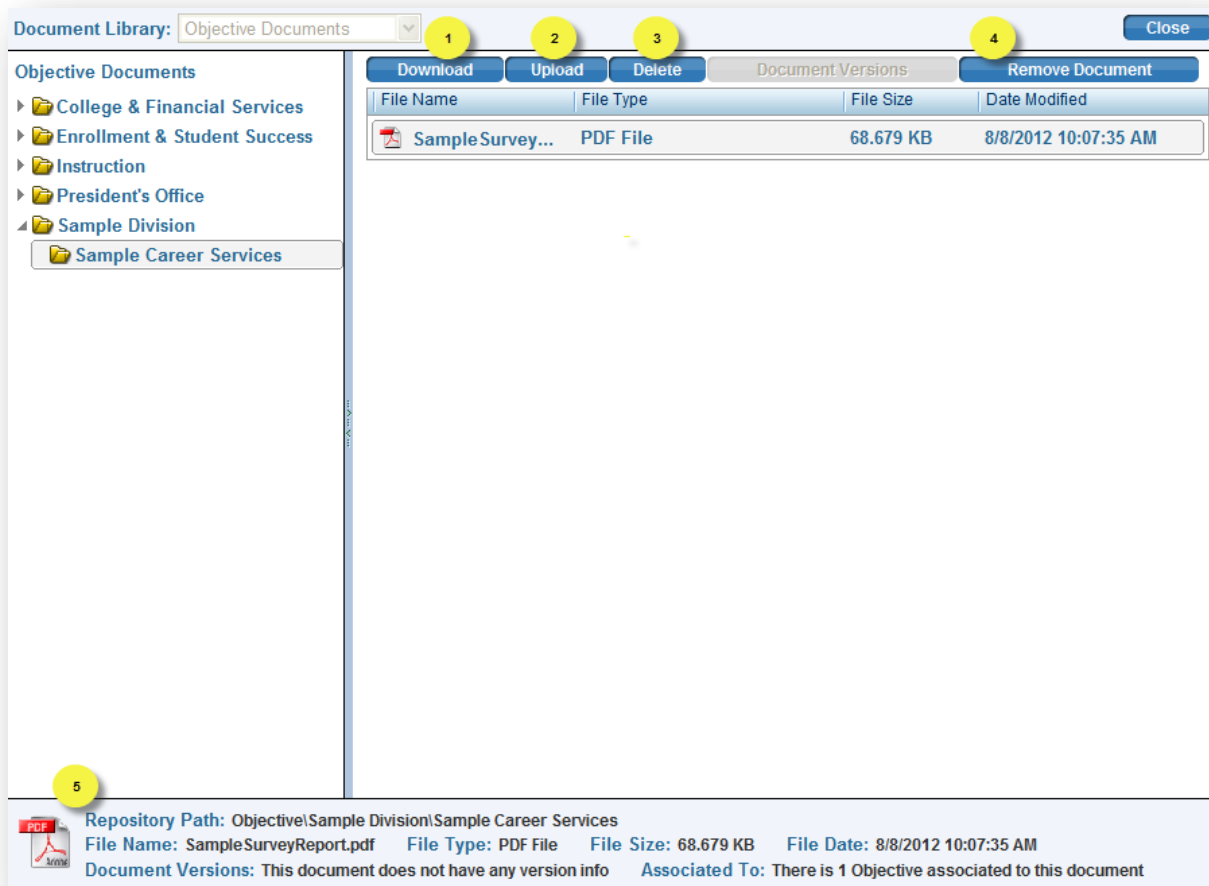 Document Library: Objective Documents
Close
1
2
3
4
Objective Documents
College & Financial Services
Enrollment & Student Success
Instruction
President's Office
Sample Division
Sample Career Services
Download Upload Delete Document Versions Remove Document
File Name File Type File Size Date Modified
SampleSurvey... PDF File 68.679 KB 8/8/2012 10:07:35 AM
5
PDF
Adobe
Repository Path: Objective\Sample Division\Sample Career Services
File Name: SampleSurveyReport.pdf File Type: PDF File File Size: 68.679 KB File Date: 8/8/2012 10:07:35 AM
Document Versions: This document does not have any version info Associated To: There is 1 Objective associated to this document